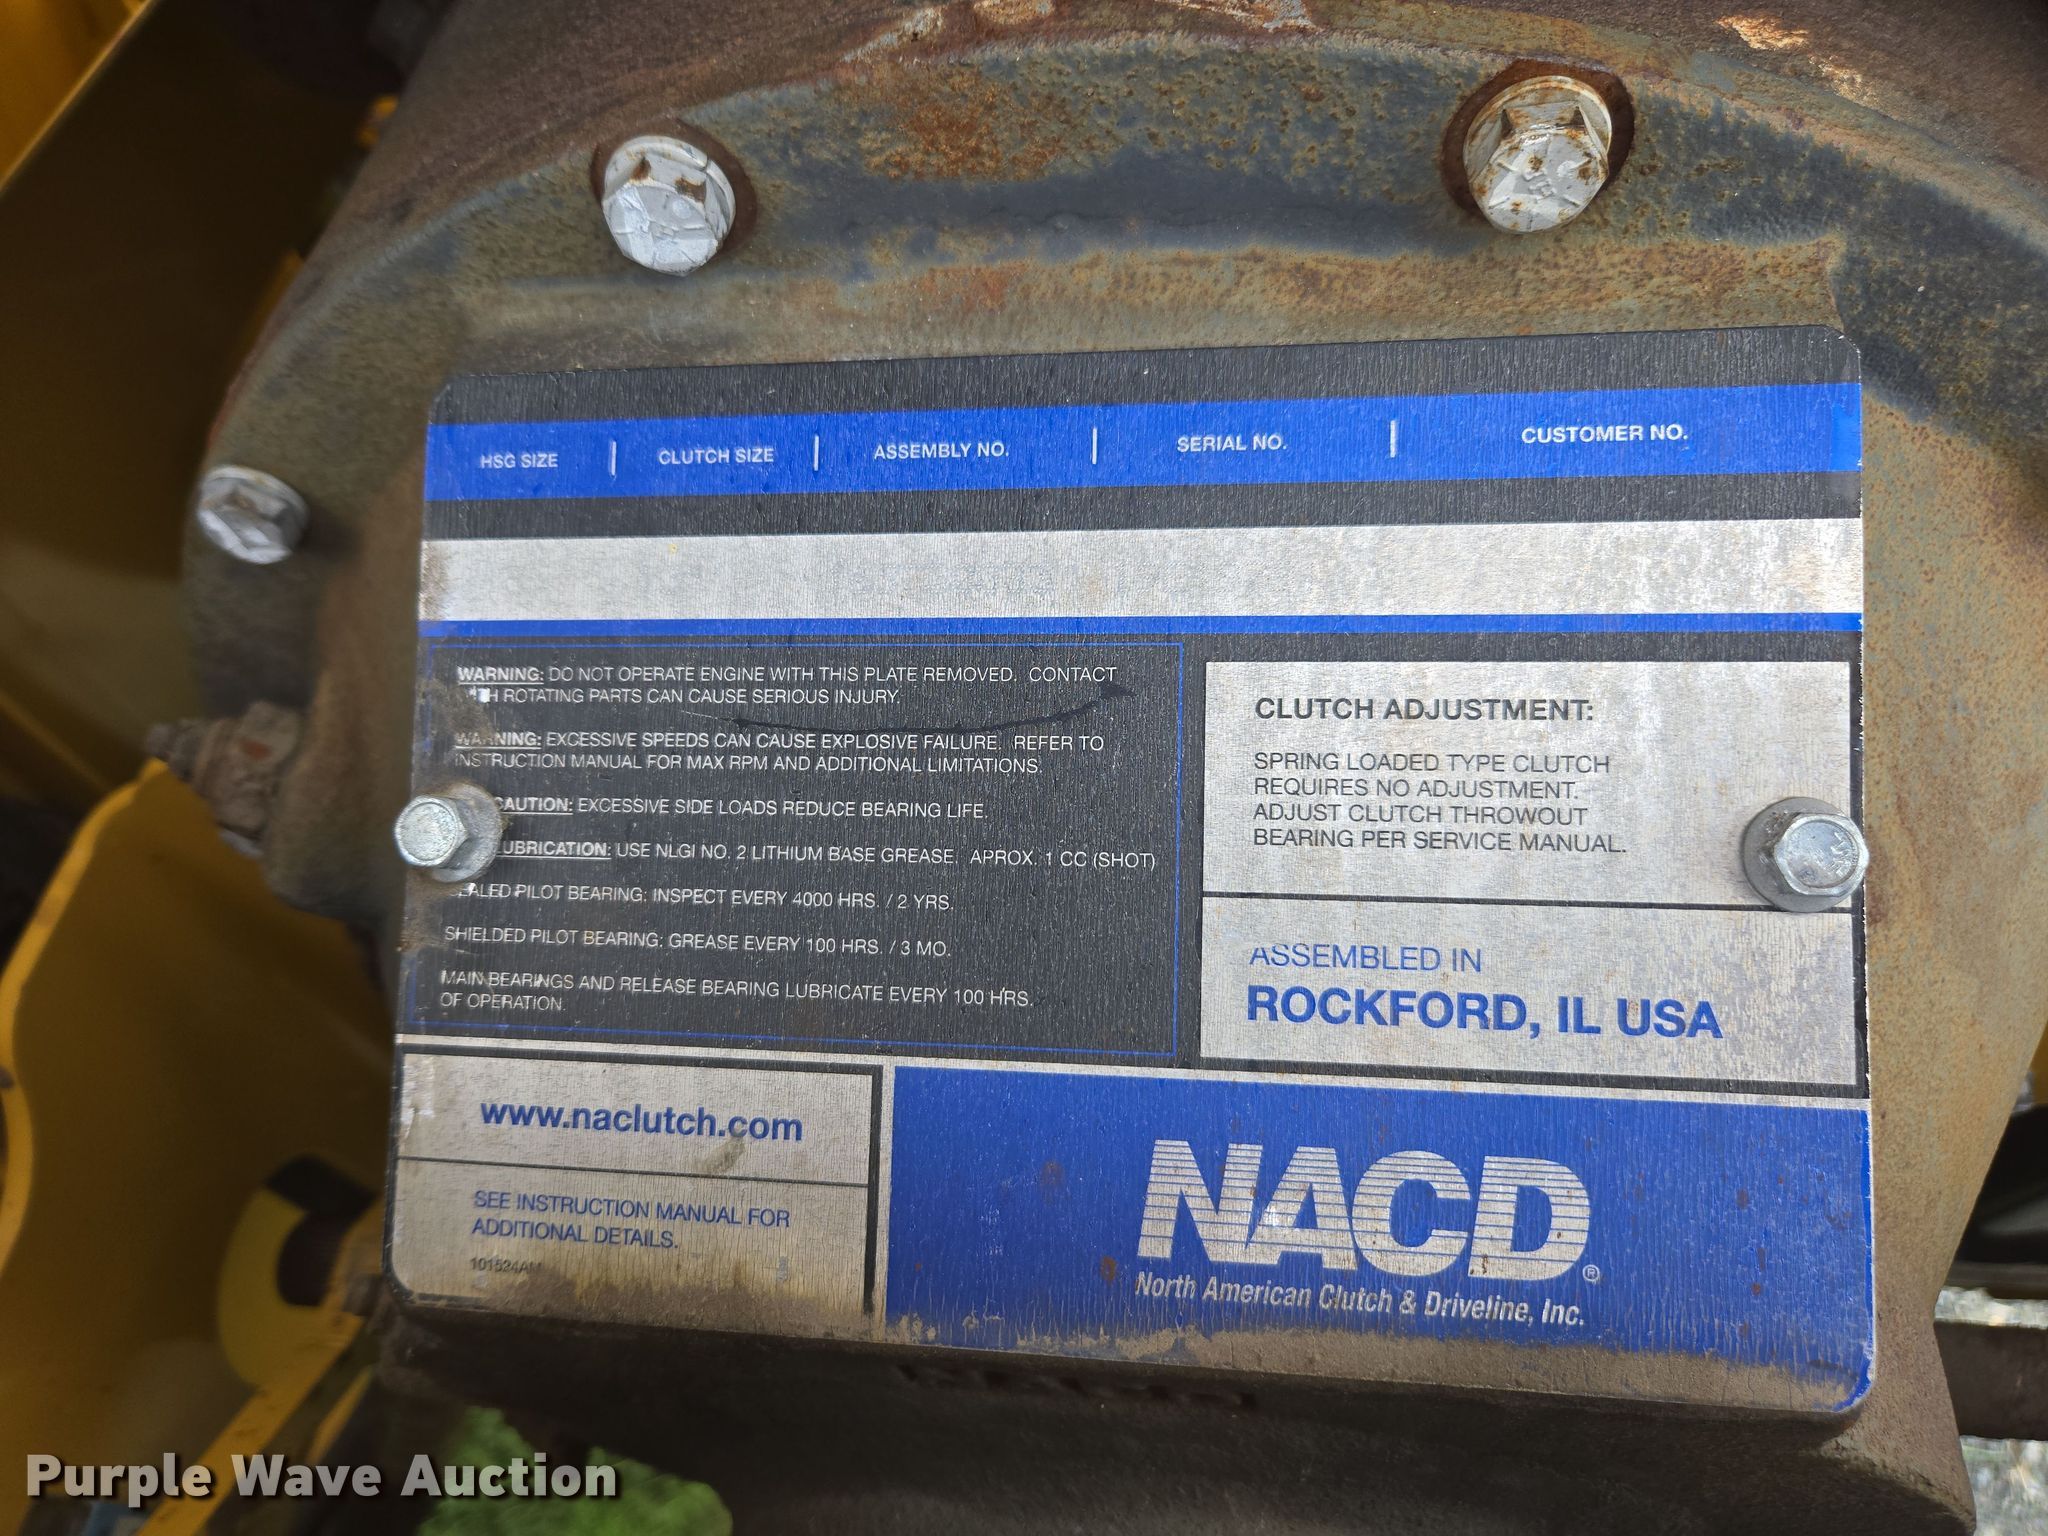 HSG SIZE | CLUTCH SIZE | ASSEMBLY NO. | SERIAL NO. | CUSTOMER NO.
WARNING: DO NOT OPERATE ENGINE WITH THIS PLATE REMOVED. CONTACT
WITH ROTATING PARTS CAN CAUSE SERIOUS INJURY.
WARNING: EXCESSIVE SPEEDS CAN CAUSE EXPLOSIVE FAILURE. REFER TO
INSTRUCTION MANUAL FOR MAX RPM AND ADDITIONAL LIMITATIONS.
CAUTION: EXCESSIVE SIDE LOADS REDUCE BEARING LIFE.
LUBRICATION: USE NLGI NO. 2 LITHIUM BASE GREASE. APROX. 1 CC (SHOT)
SEALED PILOT BEARING: INSPECT EVERY 4000 HRS. / 2 YRS.
SHIELDED PILOT BEARING: GREASE EVERY 100 HRS. / 3 MO.
MAIN BEARINGS AND RELEASE BEARING LUBRICATE EVERY 100 HRS.
OF OPERATION.
CLUTCH ADJUSTMENT:
SPRING LOADED TYPE CLUTCH
REQUIRES NO ADJUSTMENT.
ADJUST CLUTCH THROWOUT
BEARING PER SERVICE MANUAL.
ASSEMBLED IN
ROCKFORD, IL USA
www.naclutch.com
SEE INSTRUCTION MANUAL FOR
ADDITIONAL DETAILS.
NACD®
North American Clutch & Driveline, Inc.
Purple Wave Auction